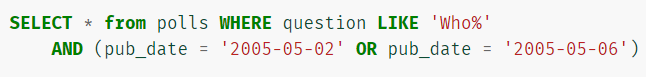 SELECT * from polls WHERE question LIKE 'Who%'
    AND (pub_date = '2005-05-02' OR pub_date = '2005-05-06')